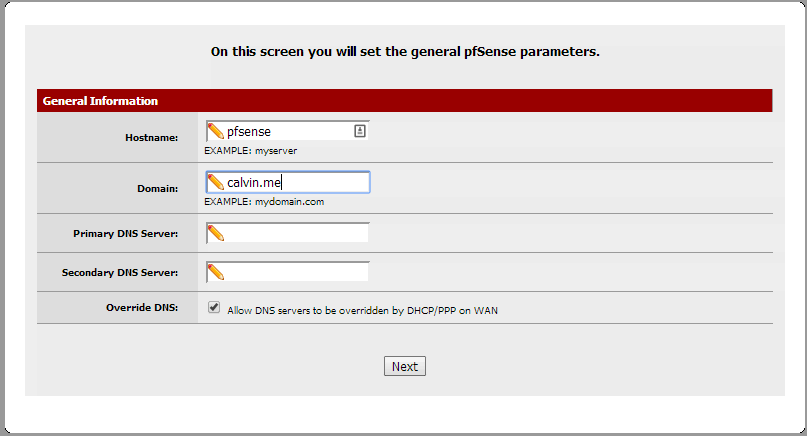 On this screen you will set the general pfSense parameters.
General Information
Hostname: pfsense
EXAMPLE: myserver
Domain: calvin.me
EXAMPLE: mydomain.com
Primary DNS Server:
Secondary DNS Server:
Override DNS: Allow DNS servers to be overridden by DHCP/PPP on WAN
Next